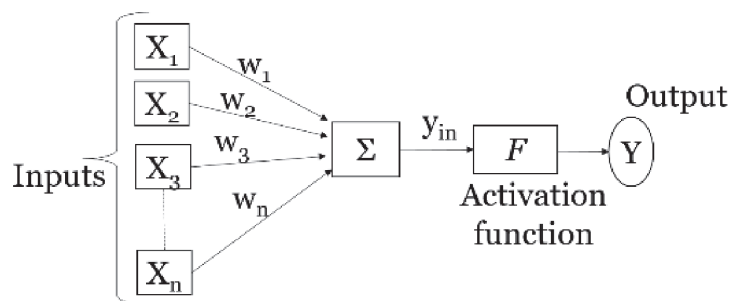 X₁
w₁
X₂
w₂
Output
X₃
w₃
Σ
yᵢₙ
F
Y
Inputs
Activation
function
wₙ
Xₙ